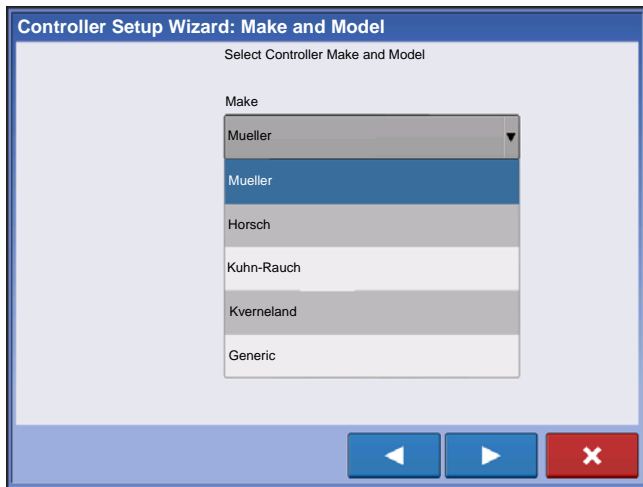 Controller Setup Wizard: Make and Model
Select Controller Make and Model
Make
Mueller
Mueller
Horsch
Kuhn-Rauch
Kverneland
Generic